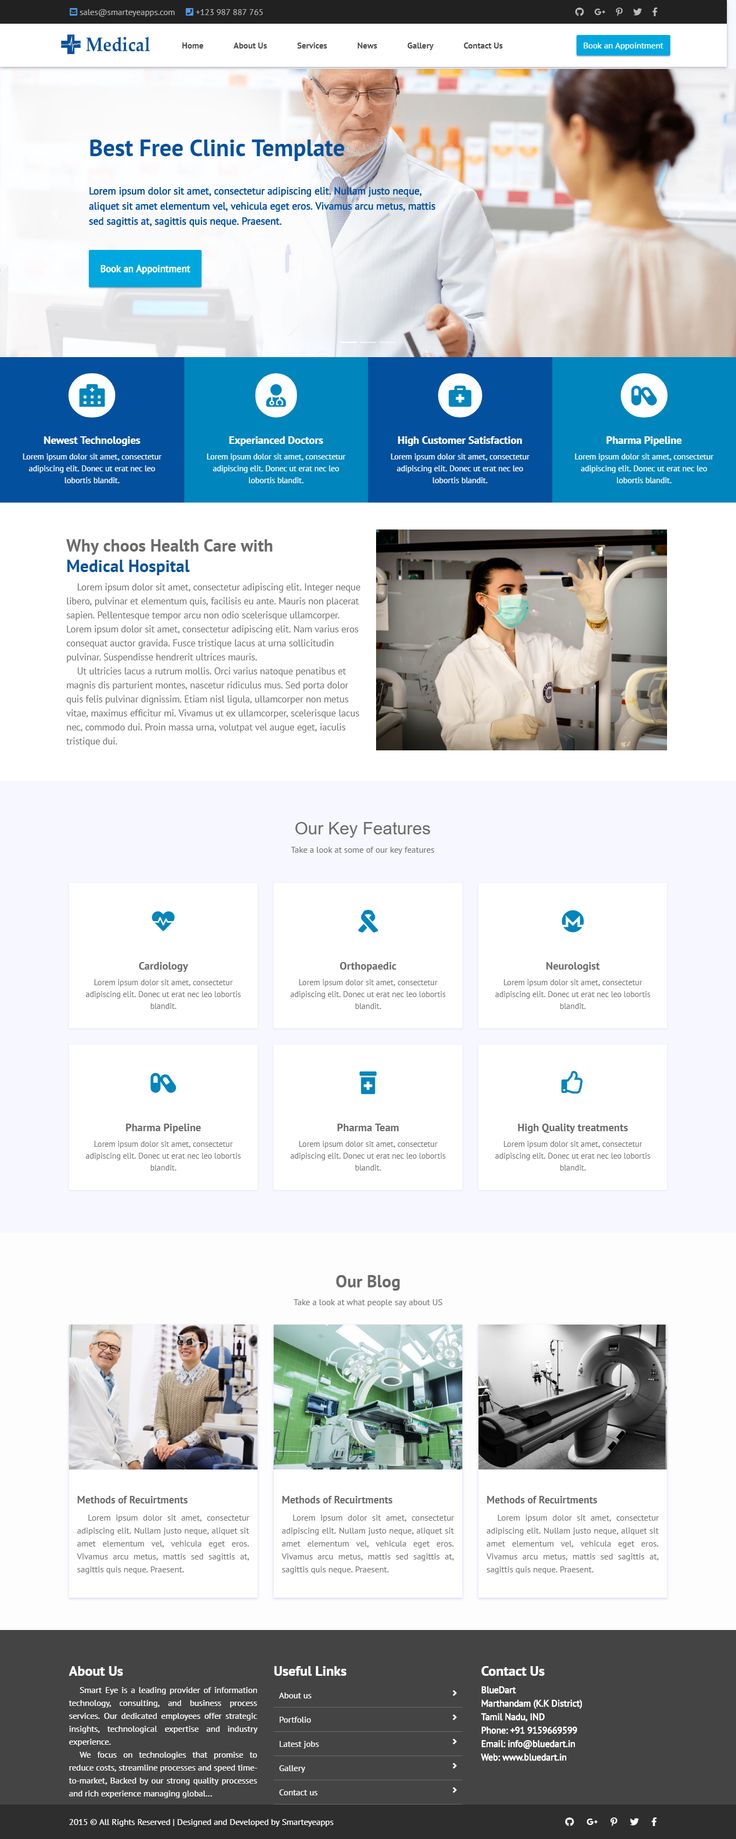 sales@smarteyeapps.com +123 987 887 765
Medical Home About Us Services News Gallery Contact Us Book an Appointment
Best Free Clinic Template
Lorem ipsum dolor sit amet, consectetur adipiscing elit. Nullam justo neque,
aliquet sit amet elementum vel, vehicula eget eros. Vivamus arcu metus, mattis
sed sagittis at, sagittis quis neque. Praesent.
Book an Appointment
Newest Technologies
Lorem ipsum dolor sit amet, consectetur
adipiscing elit. Donec ut erat nec leo
lobortis blandit.
Experianced Doctors
Lorem ipsum dolor sit amet, consectetur
adipiscing elit. Donec ut erat nec leo
lobortis blandit.
High Customer Satisfaction
Lorem ipsum dolor sit amet, consectetur
adipiscing elit. Donec ut erat nec leo
lobortis blandit.
Pharma Pipeline
Lorem ipsum dolor sit amet, consectetur
adipiscing elit. Donec ut erat nec leo
lobortis blandit.
Why choos Health Care with
Medical Hospital
Lorem ipsum dolor sit amet, consectetur adipiscing elit. Integer neque
libero, pulvinar et elementum quis, facilisis eu ante. Mauris non placerat
sapien. Pellentesque tempor arcu non odio scelerisque ullamcorper.
Lorem ipsum dolor sit amet, consectetur adipiscing elit. Nam varius eros
consequat auctor gravida. Fusce tristique lacus at urna sollicitudin
pulvinar. Suspendisse hendrerit ultrices mauris.
Ut ultricies lacus a rutrum mollis. Orci varius natoque penatibus et
magnis dis parturient montes, nascetur ridiculus mus. Sed porta dolor
quis felis pulvinar dignissim. Etiam nisl ligula, ullamcorper non metus
vitae, maximus efficitur mi. Vivamus ut ex ullamcorper, scelerisque lacus
nec, commodo dui. Proin massa urna, volutpat vel augue eget, iaculis
tristique dui.
Our Key Features
Take a look at some of our key features
Cardiology
Lorem ipsum dolor sit amet, consectetur
adipiscing elit. Donec ut erat nec leo lobortis
blandit.
Orthopaedic
Lorem ipsum dolor sit amet, consectetur
adipiscing elit. Donec ut erat nec leo lobortis
blandit.
Neurologist
Lorem ipsum dolor sit amet, consectetur
adipiscing elit. Donec ut erat nec leo lobortis
blandit.
Pharma Pipeline
Lorem ipsum dolor sit amet, consectetur
adipiscing elit. Donec ut erat nec leo lobortis
blandit.
Pharma Team
Lorem ipsum dolor sit amet, consectetur
adipiscing elit. Donec ut erat nec leo lobortis
blandit.
High Quality treatments
Lorem ipsum dolor sit amet, consectetur
adipiscing elit. Donec ut erat nec leo lobortis
blandit.
Our Blog
Take a look at what people say about US
Methods of Recuirtments
Lorem ipsum dolor sit amet, consectetur
adipiscing elit. Nullam justo neque, aliquet sit
amet elementum vel, vehicula eget eros.
Vivamus arcu metus, mattis sed sagittis at,
sagittis quis neque. Praesent.
Methods of Recuirtments
Lorem ipsum dolor sit amet, consectetur
adipiscing elit. Nullam justo neque, aliquet sit
amet elementum vel, vehicula eget eros.
Vivamus arcu metus, mattis sed sagittis at,
sagittis quis neque. Praesent.
Methods of Recuirtments
Lorem ipsum dolor sit amet, consectetur
adipiscing elit. Nullam justo neque, aliquet sit
amet elementum vel, vehicula eget eros.
Vivamus arcu metus, mattis sed sagittis at,
sagittis quis neque. Praesent.
About Us
Smart Eye is a leading provider of information
technology, consulting, and business process
services. Our dedicated employees offer strategic
insights, technological expertise and industry
experience.
We focus on technologies that promise to
reduce costs, streamline processes and speed time-
to-market, Backed by our strong quality processes
and rich experience managing global...
Useful Links
About us
Portfolio
Latest jobs
Gallery
Contact us
Contact Us
BlueDart
Marthandam (K.K District)
Tamil Nadu, IND
Phone: +91 9159669599
Email: info@bluedart.in
Web: www.bluedart.in
2015 © All Rights Reserved | Designed and Developed by Smarteyeapps